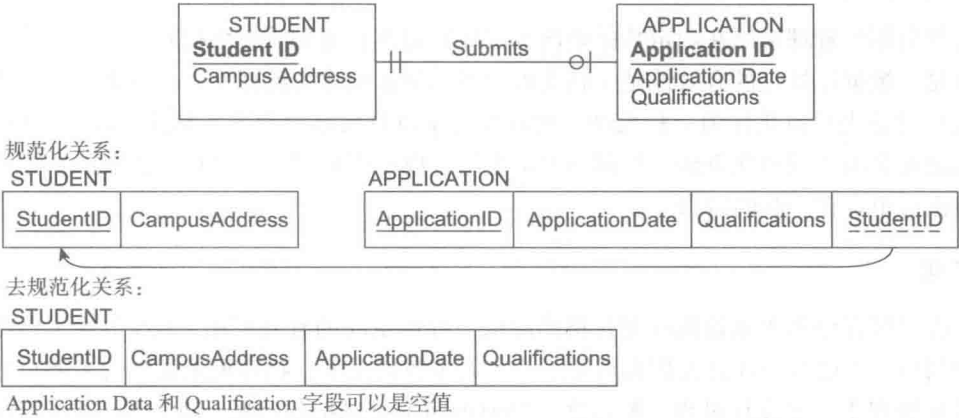 STUDENT
Student ID
Campus Address
Submits
APPLICATION
Application ID
Application Date
Qualifications
规范化关系：
STUDENT
StudentID CampusAddress
APPLICATION
ApplicationID ApplicationDate Qualifications StudentID
去规范化关系：
STUDENT
StudentID CampusAddress ApplicationDate Qualifications
Application Data 和 Qualification 字段可以是空值